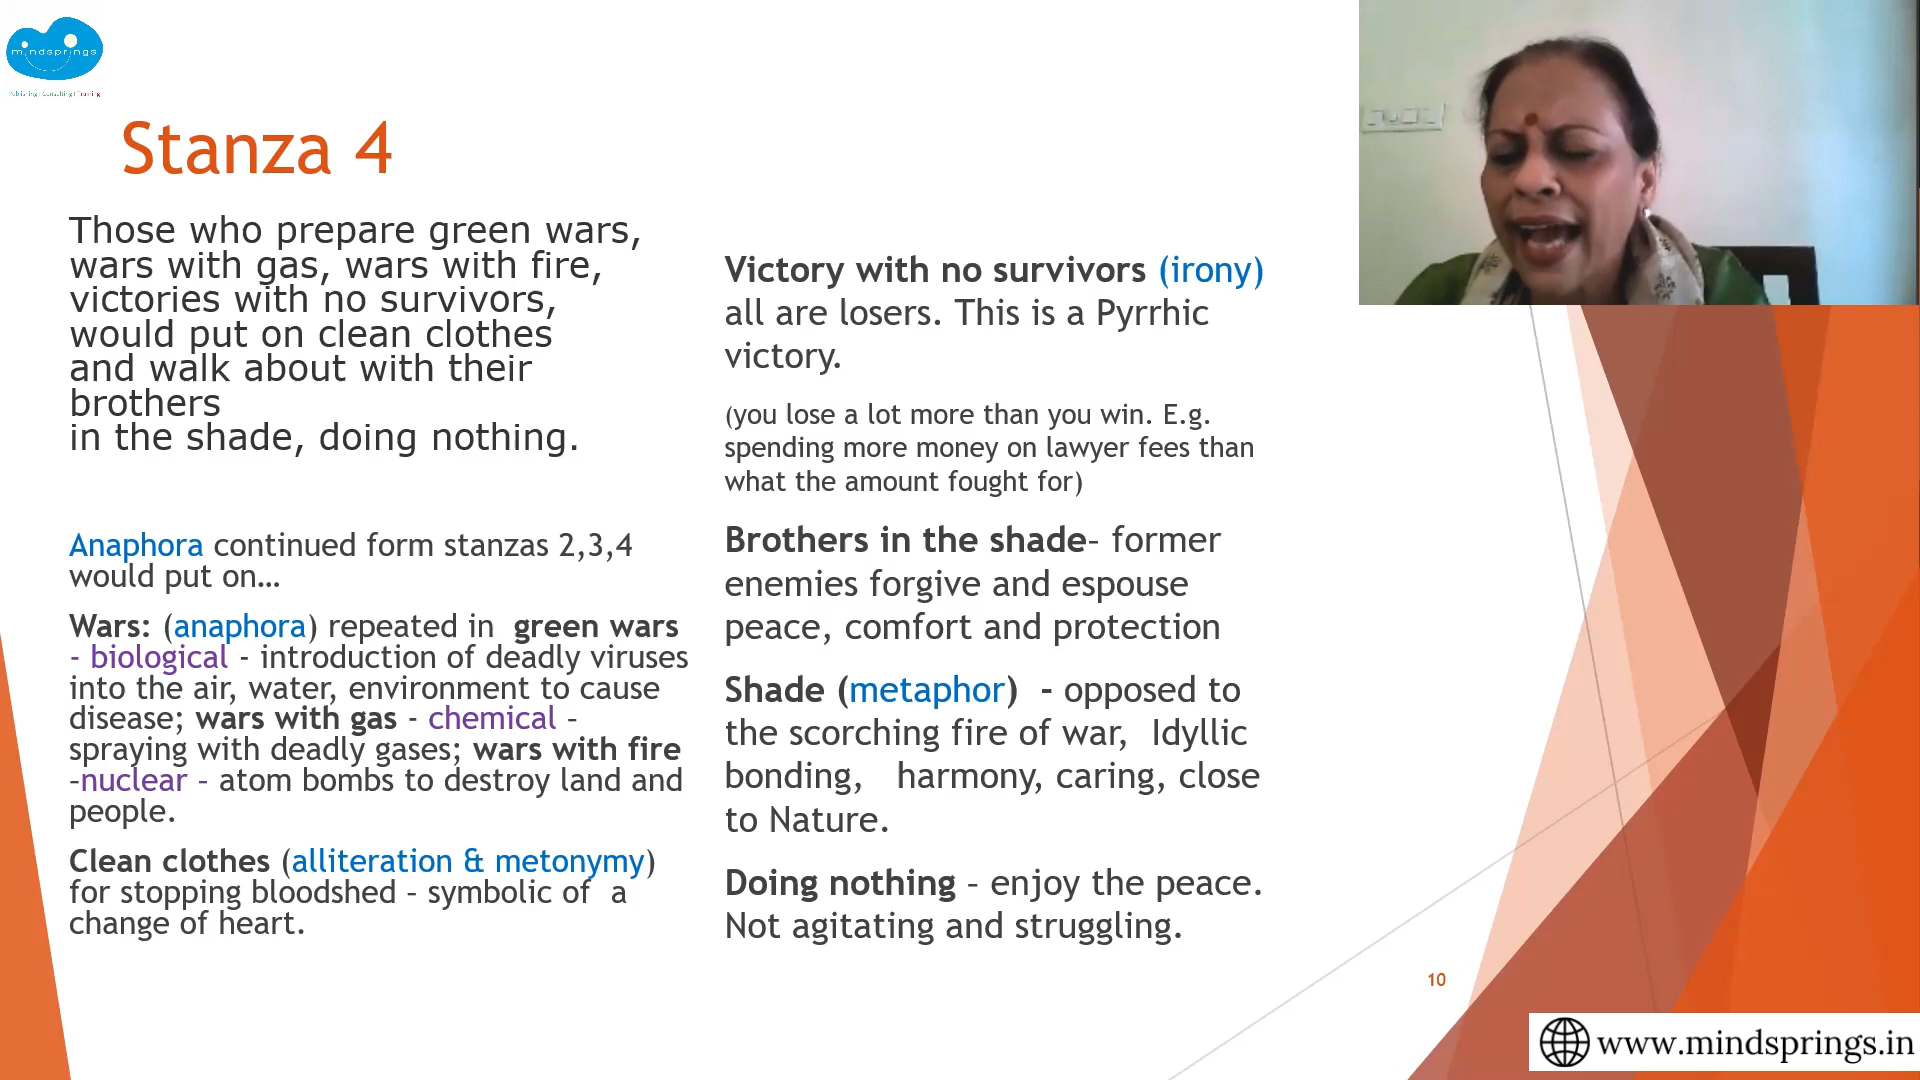 mindsprings
Publishing I Consulting I Training
Stanza 4
Those who prepare green wars,
wars with gas, wars with fire,
victories with no survivors,
would put on clean clothes
and walk about with their
brothers
in the shade, doing nothing.
Anaphora continued form stanzas 2,3,4
would put on…
Wars: (anaphora) repeated in green wars
- biological - introduction of deadly viruses
into the air, water, environment to cause
disease; wars with gas - chemical –
spraying with deadly gases; wars with fire
–nuclear – atom bombs to destroy land and
people.
Clean clothes (alliteration & metonymy)
for stopping bloodshed – symbolic of a
change of heart.
Victory with no survivors (irony)
all are losers. This is a Pyrrhic
victory.
(you lose a lot more than you win. E.g.
spending more money on lawyer fees than
what the amount fought for)
Brothers in the shade– former
enemies forgive and espouse
peace, comfort and protection
Shade (metaphor) - opposed to
the scorching fire of war, Idyllic
bonding, harmony, caring, close
to Nature.
Doing nothing – enjoy the peace.
Not agitating and struggling.
10
www.mindsprings.in